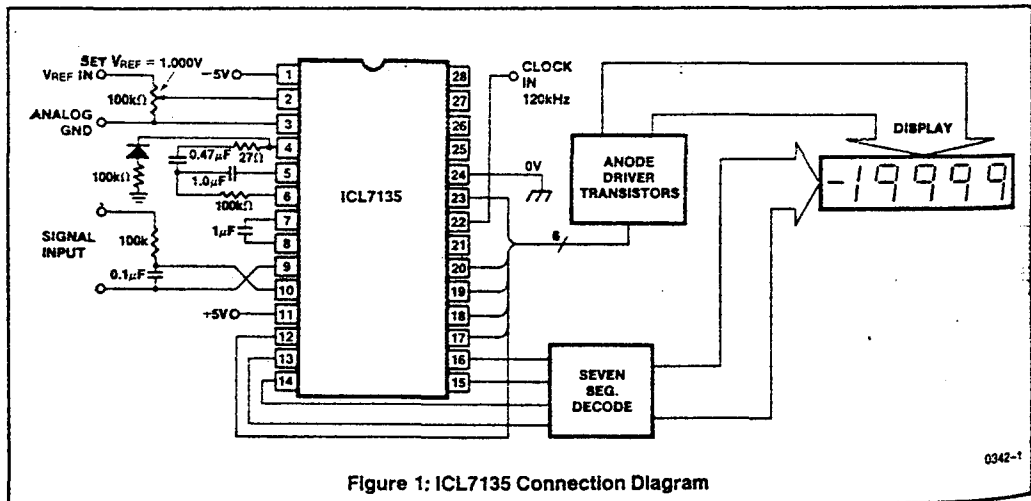 SET VREF = 1.000V
VREF IN
100kΩ
ANALOG
GND
-5V
0.47μF
27Ω
1.0μF
100kΩ
100kΩ
1μF
SIGNAL
INPUT
100k
0.1μF
+5V
1
2
3
4
5
6
7
8
9
10
11
12
13
14
ICL7135
28
27
26
25
24
23
22
21
20
19
18
17
16
15
CLOCK
IN
120kHz
0V
6
ANODE
DRIVER
TRANSISTORS
SEVEN
SEG.
DECODE
DISPLAY
-19999
0342-1
Figure 1: ICL7135 Connection Diagram